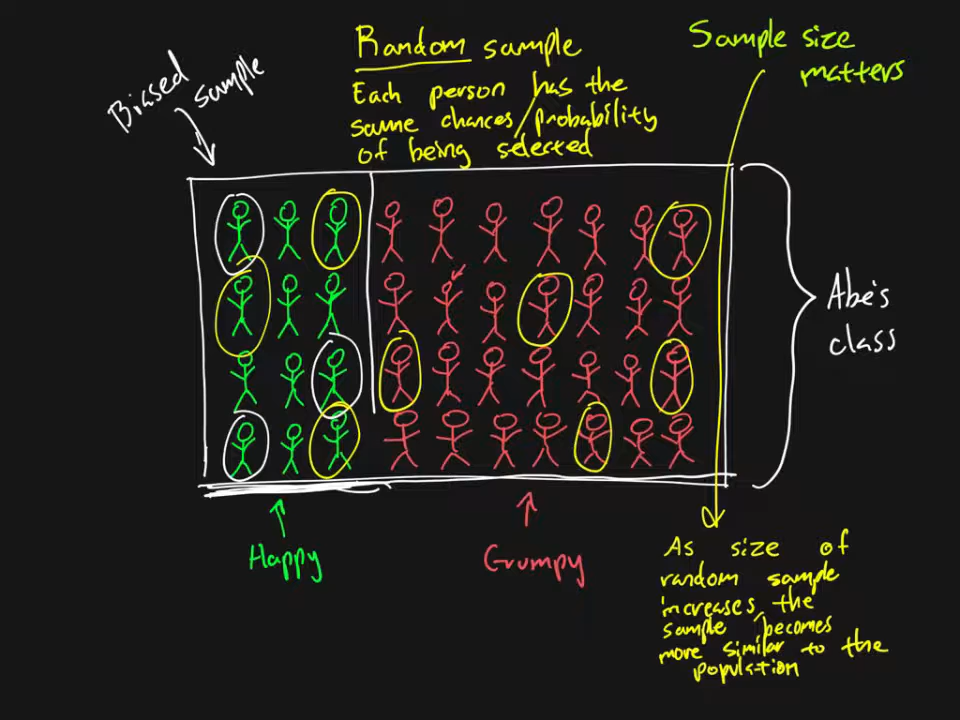 Biased
sample
Random sample
Each person has the
same chances/probability
of being selected
Sample size
matters
Abe's
class
Happy
Grumpy
As size of
random sample
increases, the
sample becomes
more similar to the
population